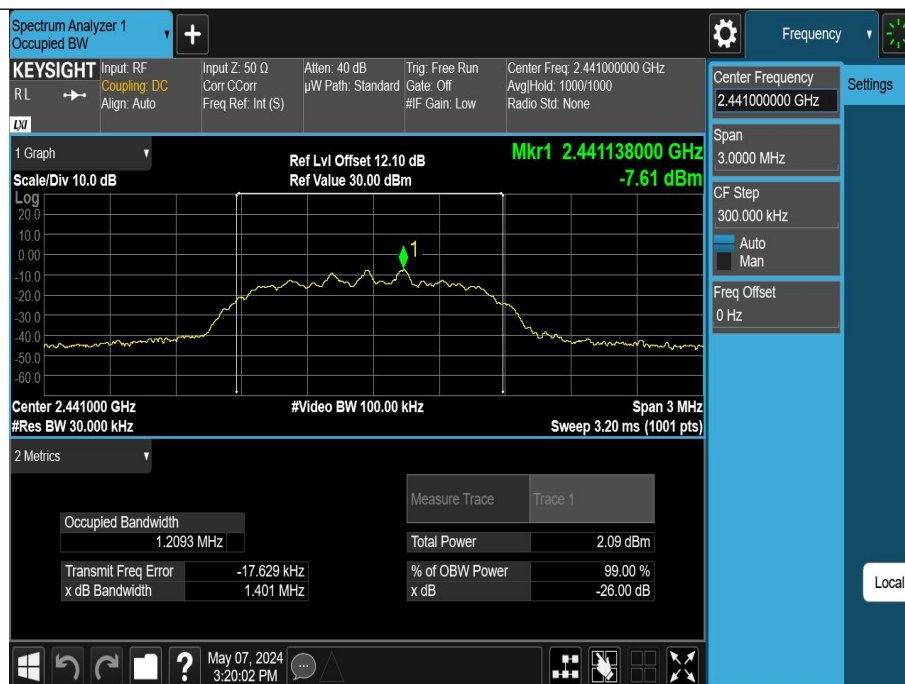 Spectrum Analyzer 1
Occupied BW
+
Frequency
KEYSIGHT
RL
LXI
Input: RF
Coupling: DC
Align: Auto
Input Z: 50 Ω
Corr CCorr
Freq Ref: Int (S)
Atten: 40 dB
µW Path: Standard
Trig: Free Run
Gate: Off
#IF Gain: Low
Center Freq: 2.441000000 GHz
Avg|Hold: 1000/1000
Radio Std: None
Center Frequency
2.441000000 GHz
Settings
Span
3.0000 MHz
CF Step
300.000 kHz
Auto
Man
Freq Offset
0 Hz
Local
1 Graph
Scale/Div 10.0 dB
Ref Lvl Offset 12.10 dB
Ref Value 30.00 dBm
Mkr1 2.441138000 GHz
-7.61 dBm
Log
20.0
10.0
0.00
-10.0
-20.0
-30.0
-40.0
-50.0
-60.0
1
Center 2.441000 GHz
#Res BW 30.000 kHz
#Video BW 100.00 kHz
Span 3 MHz
Sweep 3.20 ms (1001 pts)
2 Metrics
Measure Trace Trace 1
Occupied Bandwidth
1.2093 MHz
Total Power 2.09 dBm
Transmit Freq Error -17.629 kHz
% of OBW Power 99.00 %
x dB Bandwidth 1.401 MHz
x dB -26.00 dB
?
May 07, 2024
3:20:02 PM